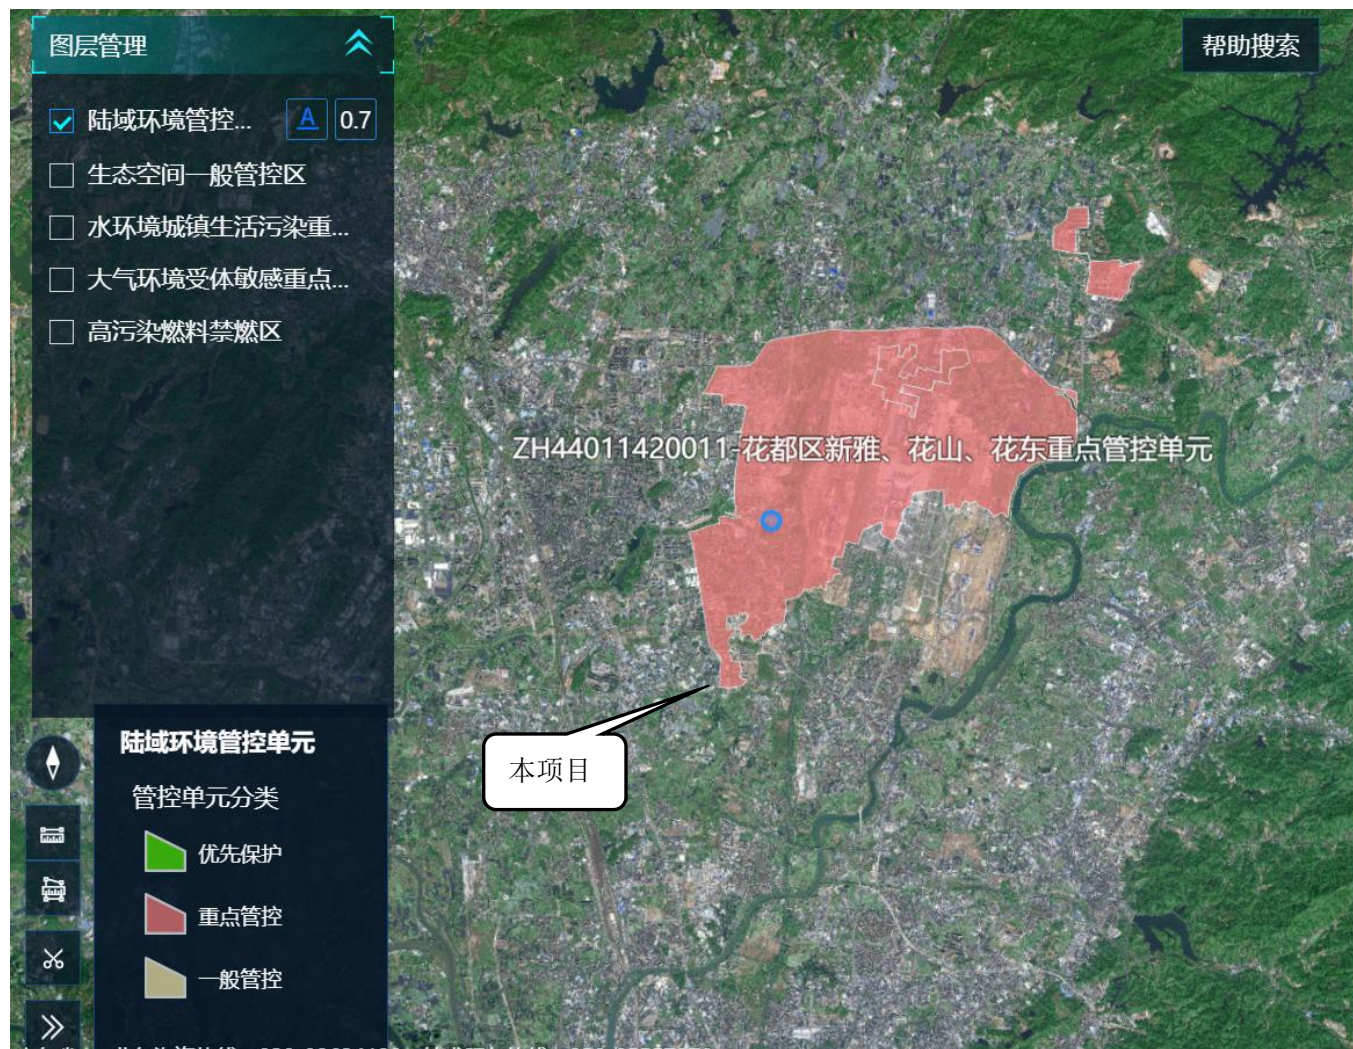 图层管理
帮助搜索
陆域环境管控...
A
0.7
生态空间一般管控区
水环境城镇生活污染重...
大气环境受体敏感重点...
高污染燃料禁燃区
ZH44011420011-花都区新雅、花山、花东重点管控单元
本项目
陆域环境管控单元
管控单元分类
优先保护
重点管控
一般管控